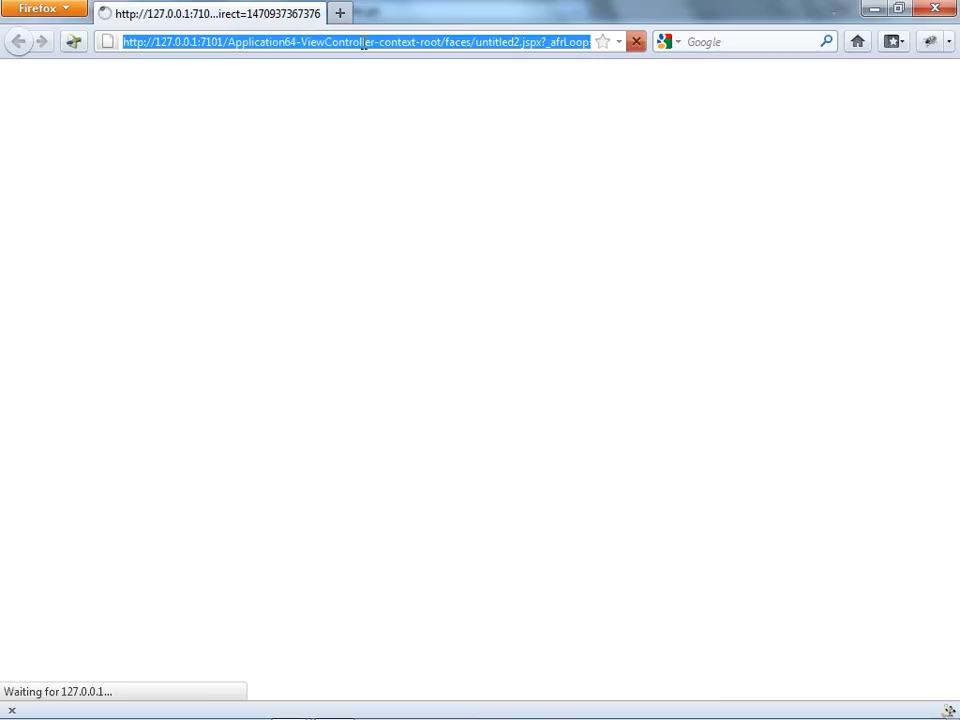 Firefox
http://127.0.0.1:710...irect=1470937367376
http://127.0.0.1:7101/Application64-ViewController-context-root/faces/untitled2.jspx?_afrLoop
Google
Waiting for 127.0.0.1...